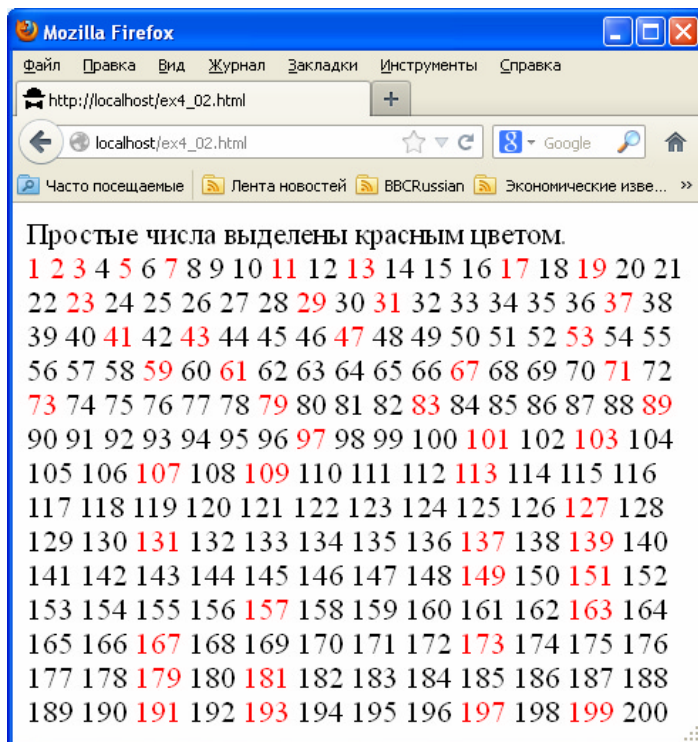 Mozilla Firefox
Файл Правка Вид Журнал Закладки Инструменты Справка
http://localhost/ex4_02.html
localhost/ex4_02.html Google
Часто посещаемые Лента новостей BBCRussian Экономические изве... »
Простые числа выделены красным цветом.
1 2 3 4 5 6 7 8 9 10 11 12 13 14 15 16 17 18 19 20 21
22 23 24 25 26 27 28 29 30 31 32 33 34 35 36 37 38
39 40 41 42 43 44 45 46 47 48 49 50 51 52 53 54 55
56 57 58 59 60 61 62 63 64 65 66 67 68 69 70 71 72
73 74 75 76 77 78 79 80 81 82 83 84 85 86 87 88 89
90 91 92 93 94 95 96 97 98 99 100 101 102 103 104
105 106 107 108 109 110 111 112 113 114 115 116
117 118 119 120 121 122 123 124 125 126 127 128
129 130 131 132 133 134 135 136 137 138 139 140
141 142 143 144 145 146 147 148 149 150 151 152
153 154 155 156 157 158 159 160 161 162 163 164
165 166 167 168 169 170 171 172 173 174 175 176
177 178 179 180 181 182 183 184 185 186 187 188
189 190 191 192 193 194 195 196 197 198 199 200